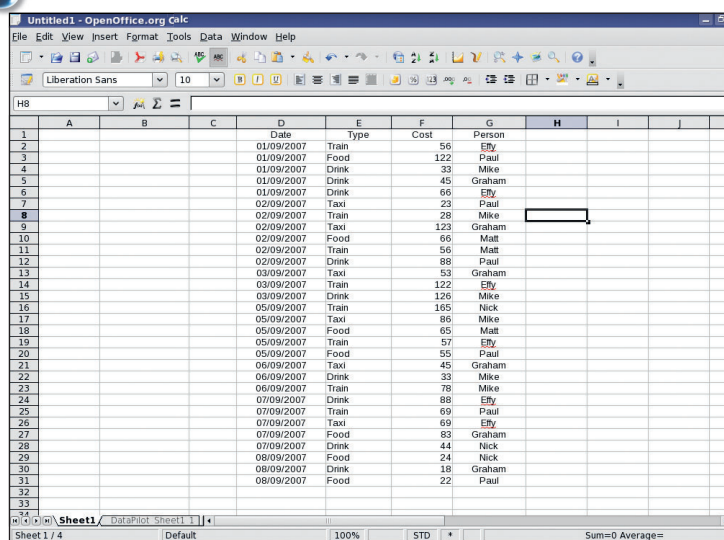 Untitled1 - OpenOffice.org Calc
File Edit View Insert Format Tools Data Window Help
Liberation Sans 10
H8 Σ =
A B C D E F G H I J
1 Date Type Cost Person
2 01/09/2007 Train 56 Effy
3 01/09/2007 Food 122 Paul
4 01/09/2007 Drink 33 Mike
5 01/09/2007 Drink 45 Graham
6 01/09/2007 Drink 66 Effy
7 02/09/2007 Taxi 23 Paul
8 02/09/2007 Train 28 Mike
9 02/09/2007 Taxi 123 Graham
10 02/09/2007 Food 66 Matt
11 02/09/2007 Train 56 Matt
12 02/09/2007 Drink 88 Paul
13 03/09/2007 Taxi 53 Graham
14 03/09/2007 Train 122 Effy
15 03/09/2007 Drink 126 Mike
16 05/09/2007 Train 165 Nick
17 05/09/2007 Taxi 86 Mike
18 05/09/2007 Food 65 Matt
19 05/09/2007 Train 57 Effy
20 05/09/2007 Food 55 Paul
21 06/09/2007 Taxi 45 Graham
22 06/09/2007 Drink 33 Mike
23 06/09/2007 Train 78 Mike
24 07/09/2007 Drink 88 Effy
25 07/09/2007 Train 69 Paul
26 07/09/2007 Taxi 69 Effy
27 07/09/2007 Food 83 Graham
28 07/09/2007 Drink 44 Nick
29 08/09/2007 Food 24 Nick
30 08/09/2007 Drink 18 Graham
31 08/09/2007 Food 22 Paul
32
33
34
Sheet1 DataPilot_Sheet1_1
Sheet 1 / 4 Default 100% STD * Sum=0 Average=